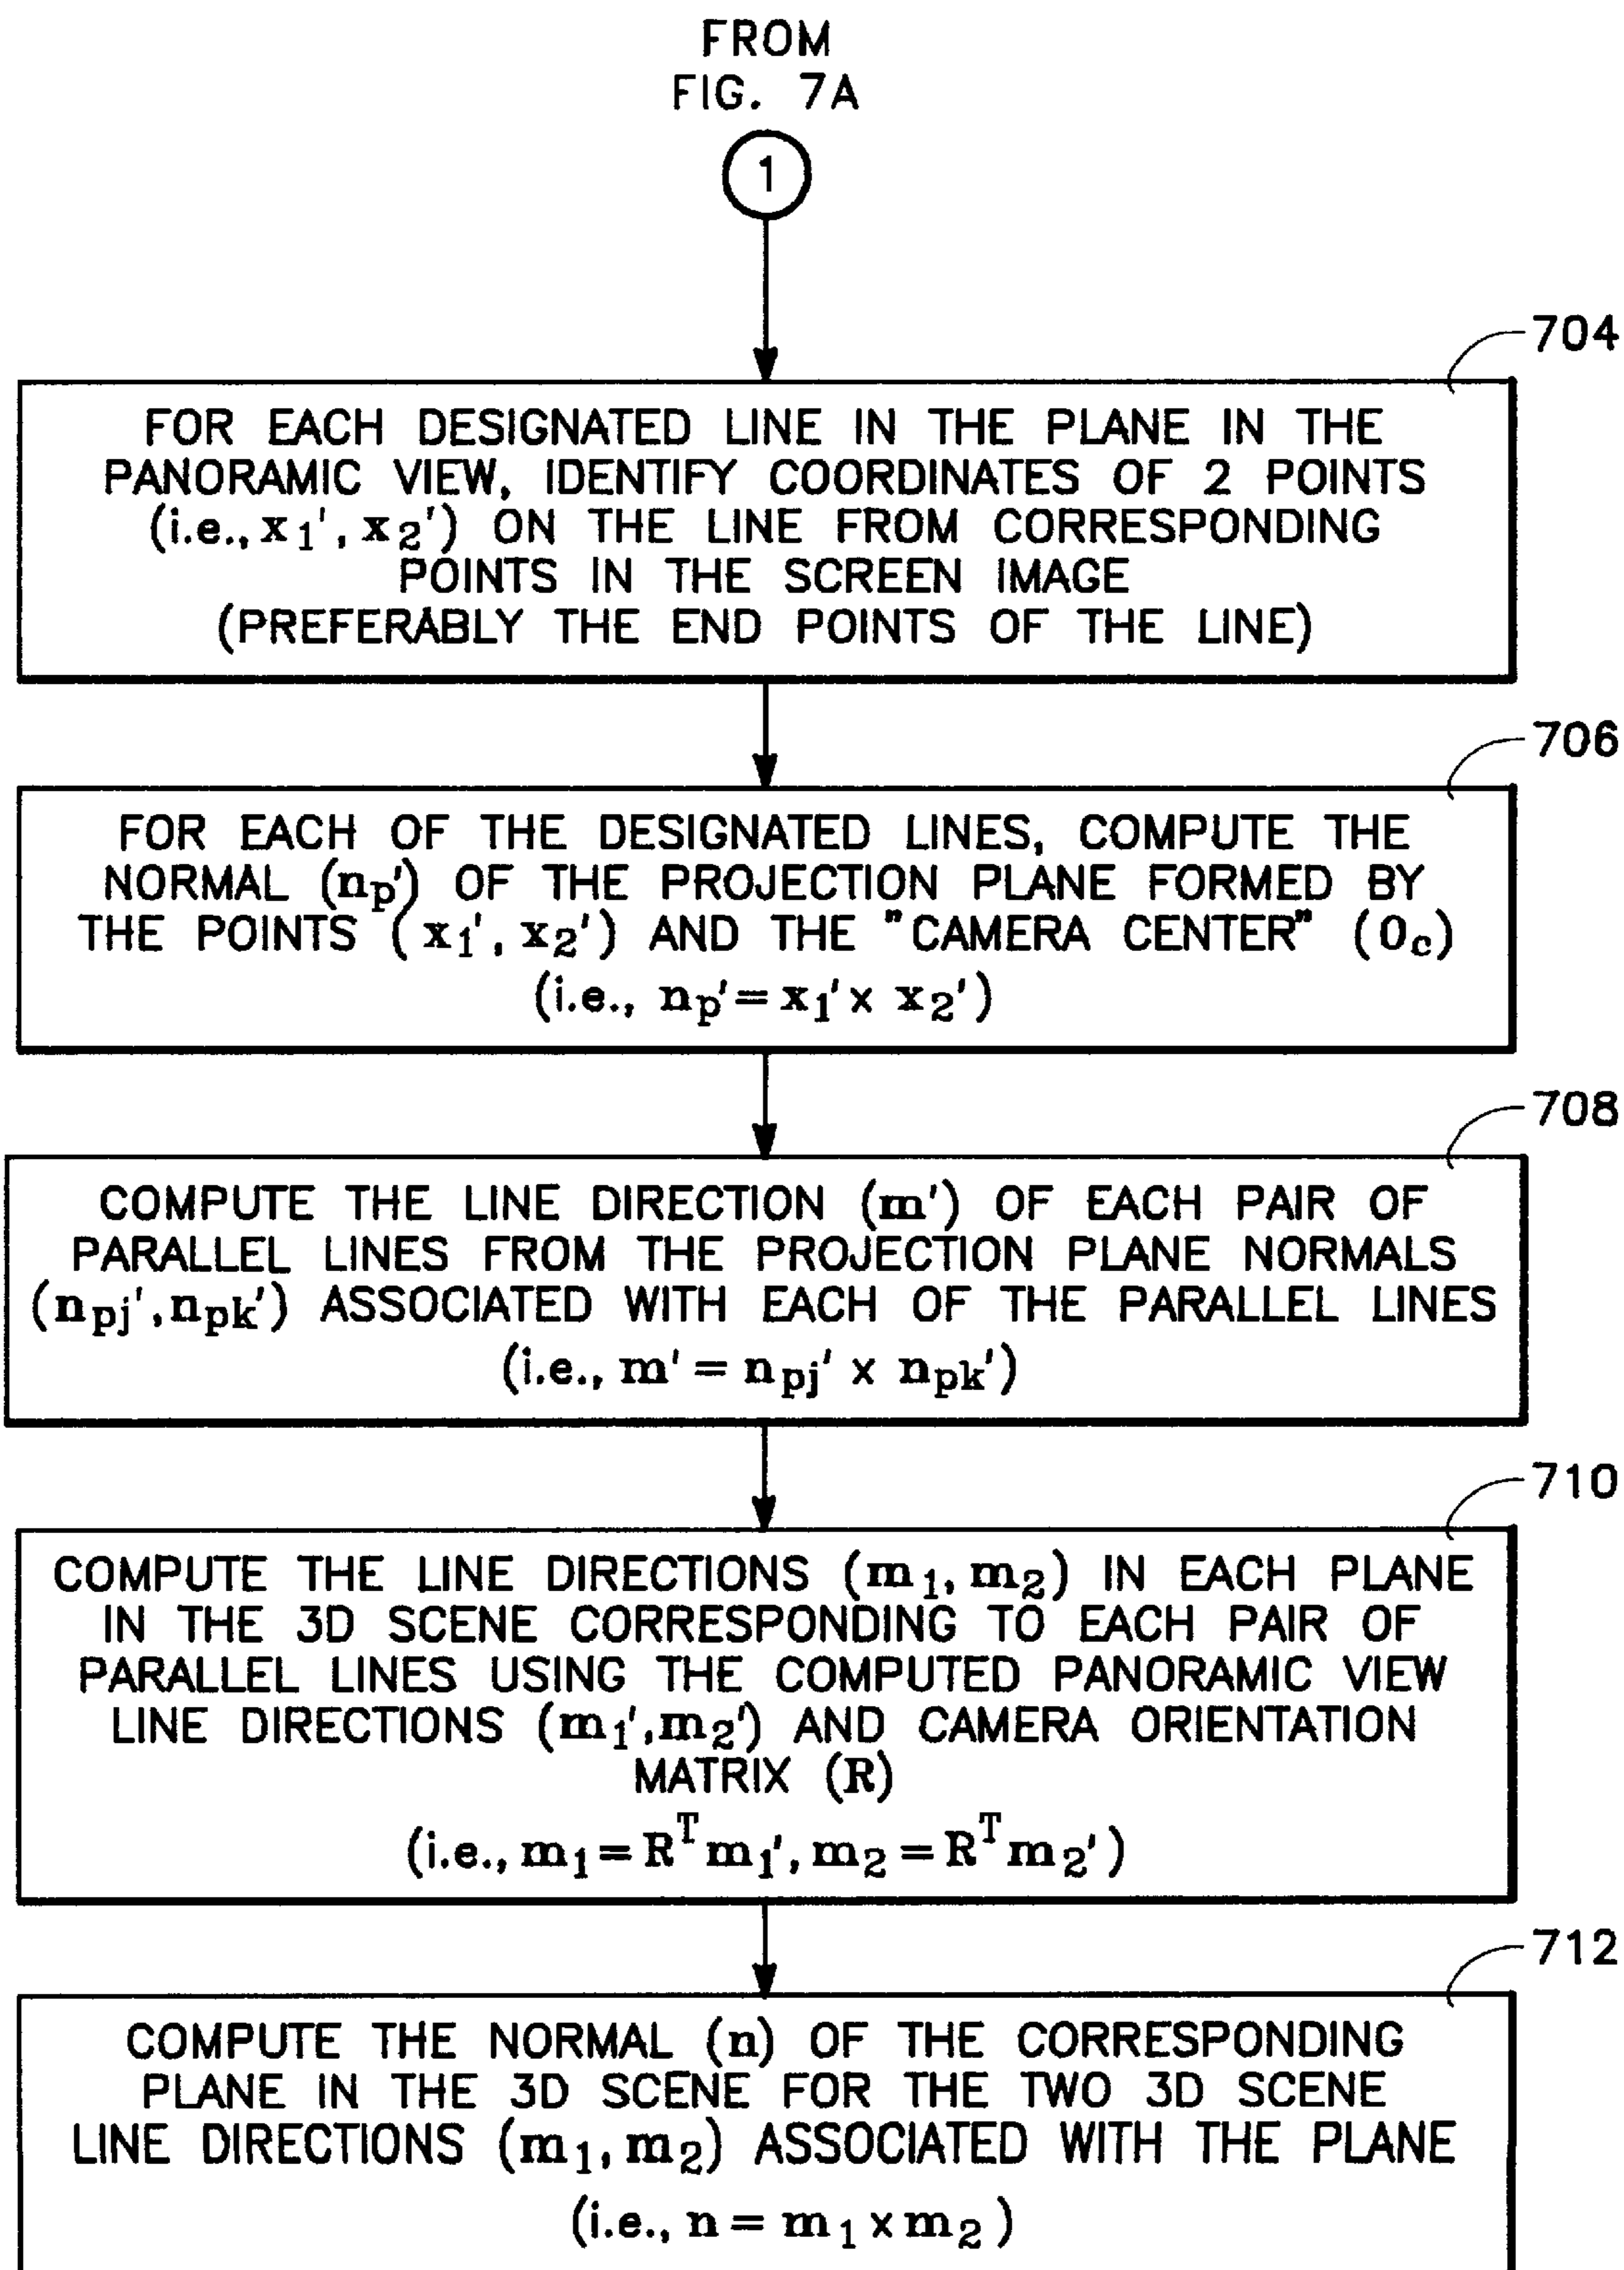 FROM
FIG. 7A
1
704
FOR EACH DESIGNATED LINE IN THE PLANE IN THE
PANORAMIC VIEW, IDENTIFY COORDINATES OF 2 POINTS
(i.e., x₁', x₂') ON THE LINE FROM CORRESPONDING
POINTS IN THE SCREEN IMAGE
(PREFERABLY THE END POINTS OF THE LINE)
706
FOR EACH OF THE DESIGNATED LINES, COMPUTE THE
NORMAL (nₚ') OF THE PROJECTION PLANE FORMED BY
THE POINTS (x₁', x₂') AND THE "CAMERA CENTER" (O_c)
(i.e., nₚ' = x₁' x x₂')
708
COMPUTE THE LINE DIRECTION (m') OF EACH PAIR OF
PARALLEL LINES FROM THE PROJECTION PLANE NORMALS
(n_pj', n_pk') ASSOCIATED WITH EACH OF THE PARALLEL LINES
(i.e., m' = n_pj' x n_pk')
710
COMPUTE THE LINE DIRECTIONS (m₁, m₂) IN EACH PLANE
IN THE 3D SCENE CORRESPONDING TO EACH PAIR OF
PARALLEL LINES USING THE COMPUTED PANORAMIC VIEW
LINE DIRECTIONS (m₁', m₂') AND CAMERA ORIENTATION
MATRIX (R)
(i.e., m₁ = Rᵀm₁', m₂ = Rᵀm₂')
712
COMPUTE THE NORMAL (n) OF THE CORRESPONDING
PLANE IN THE 3D SCENE FOR THE TWO 3D SCENE
LINE DIRECTIONS (m₁, m₂) ASSOCIATED WITH THE PLANE
(i.e., n = m₁ x m₂)